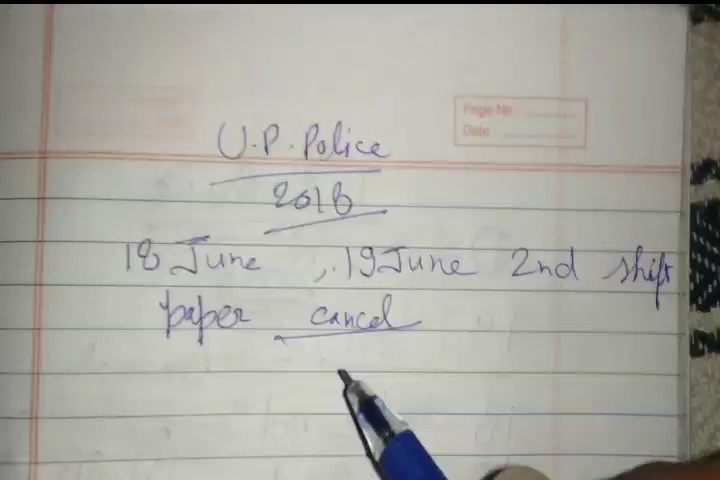 Page No.
Date
U.P. Police
2018
18 June , 19 June 2nd shift
paper cancel